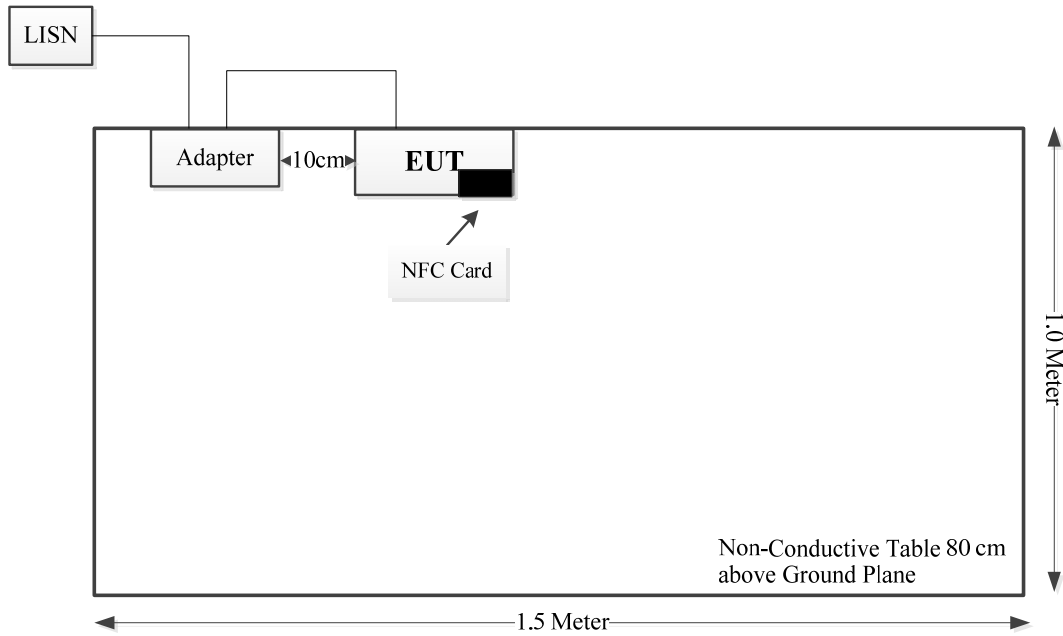 LISN
Adapter
10cm
EUT
NFC Card
1.0 Meter
Non-Conductive Table 80 cm
above Ground Plane
1.5 Meter